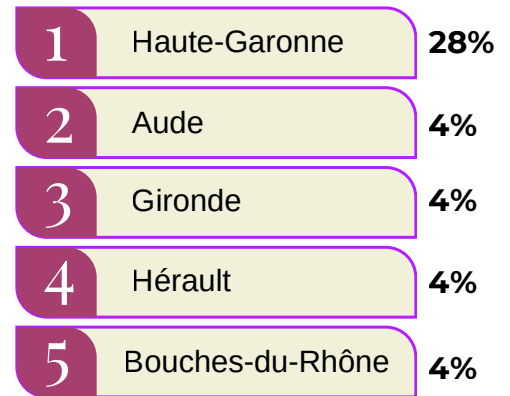 1 Haute-Garonne 28%
2 Aude 4%
3 Gironde 4%
4 Hérault 4%
5 Bouches-du-Rhône 4%